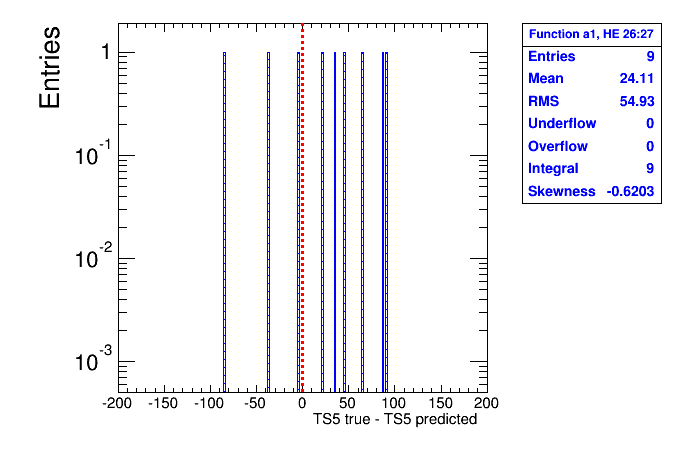 Function a1, HE 26:27
Entries 9
Mean 24.11
RMS 54.93
Underflow 0
Overflow 0
Integral 9
Skewness -0.6203
Entries
1
10^-1
10^-2
10^-3
-200 -150 -100 -50 0 50 100 150 200
TS5 true - TS5 predicted